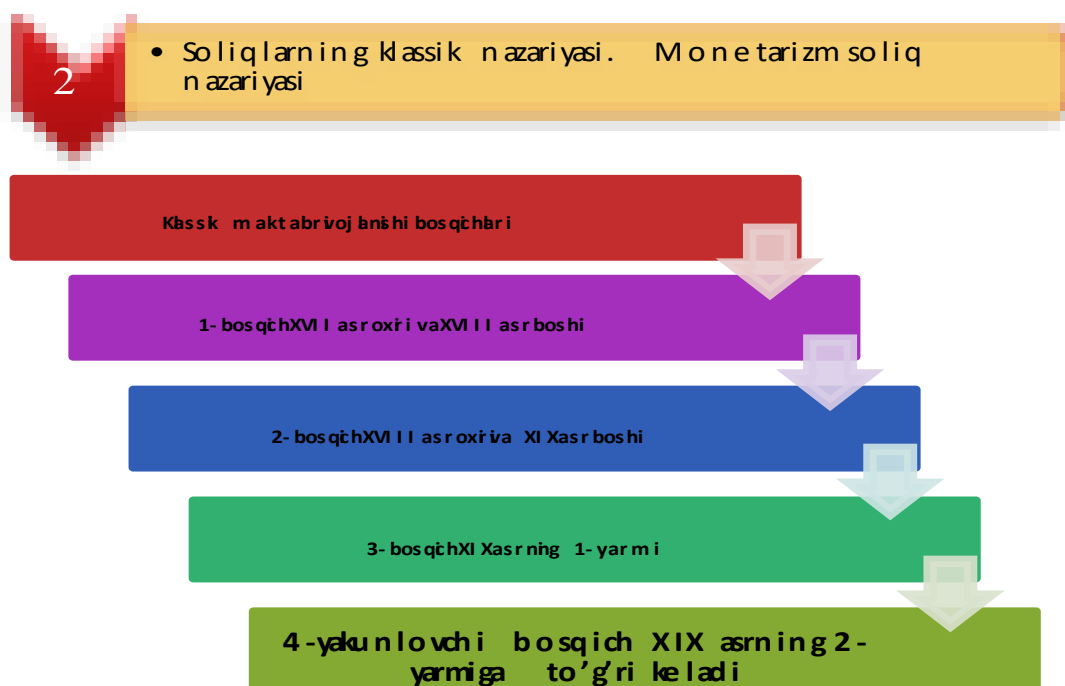 2
• Soliqlarning klassik nazariyasi. Monetarizm soliq
nazariyasi
Klassik maktab rivojlanishi bosqichlari
1- bosqich XVII asr oxiri va XVIII asr boshi
2- bosqich XVIII asr oxiri va XIX asr boshi
3- bosqich XIX asrning 1- yarmi
4 -yakunlovchi bosqich XIX asrning 2-
yarmiga to’g’ri keladi